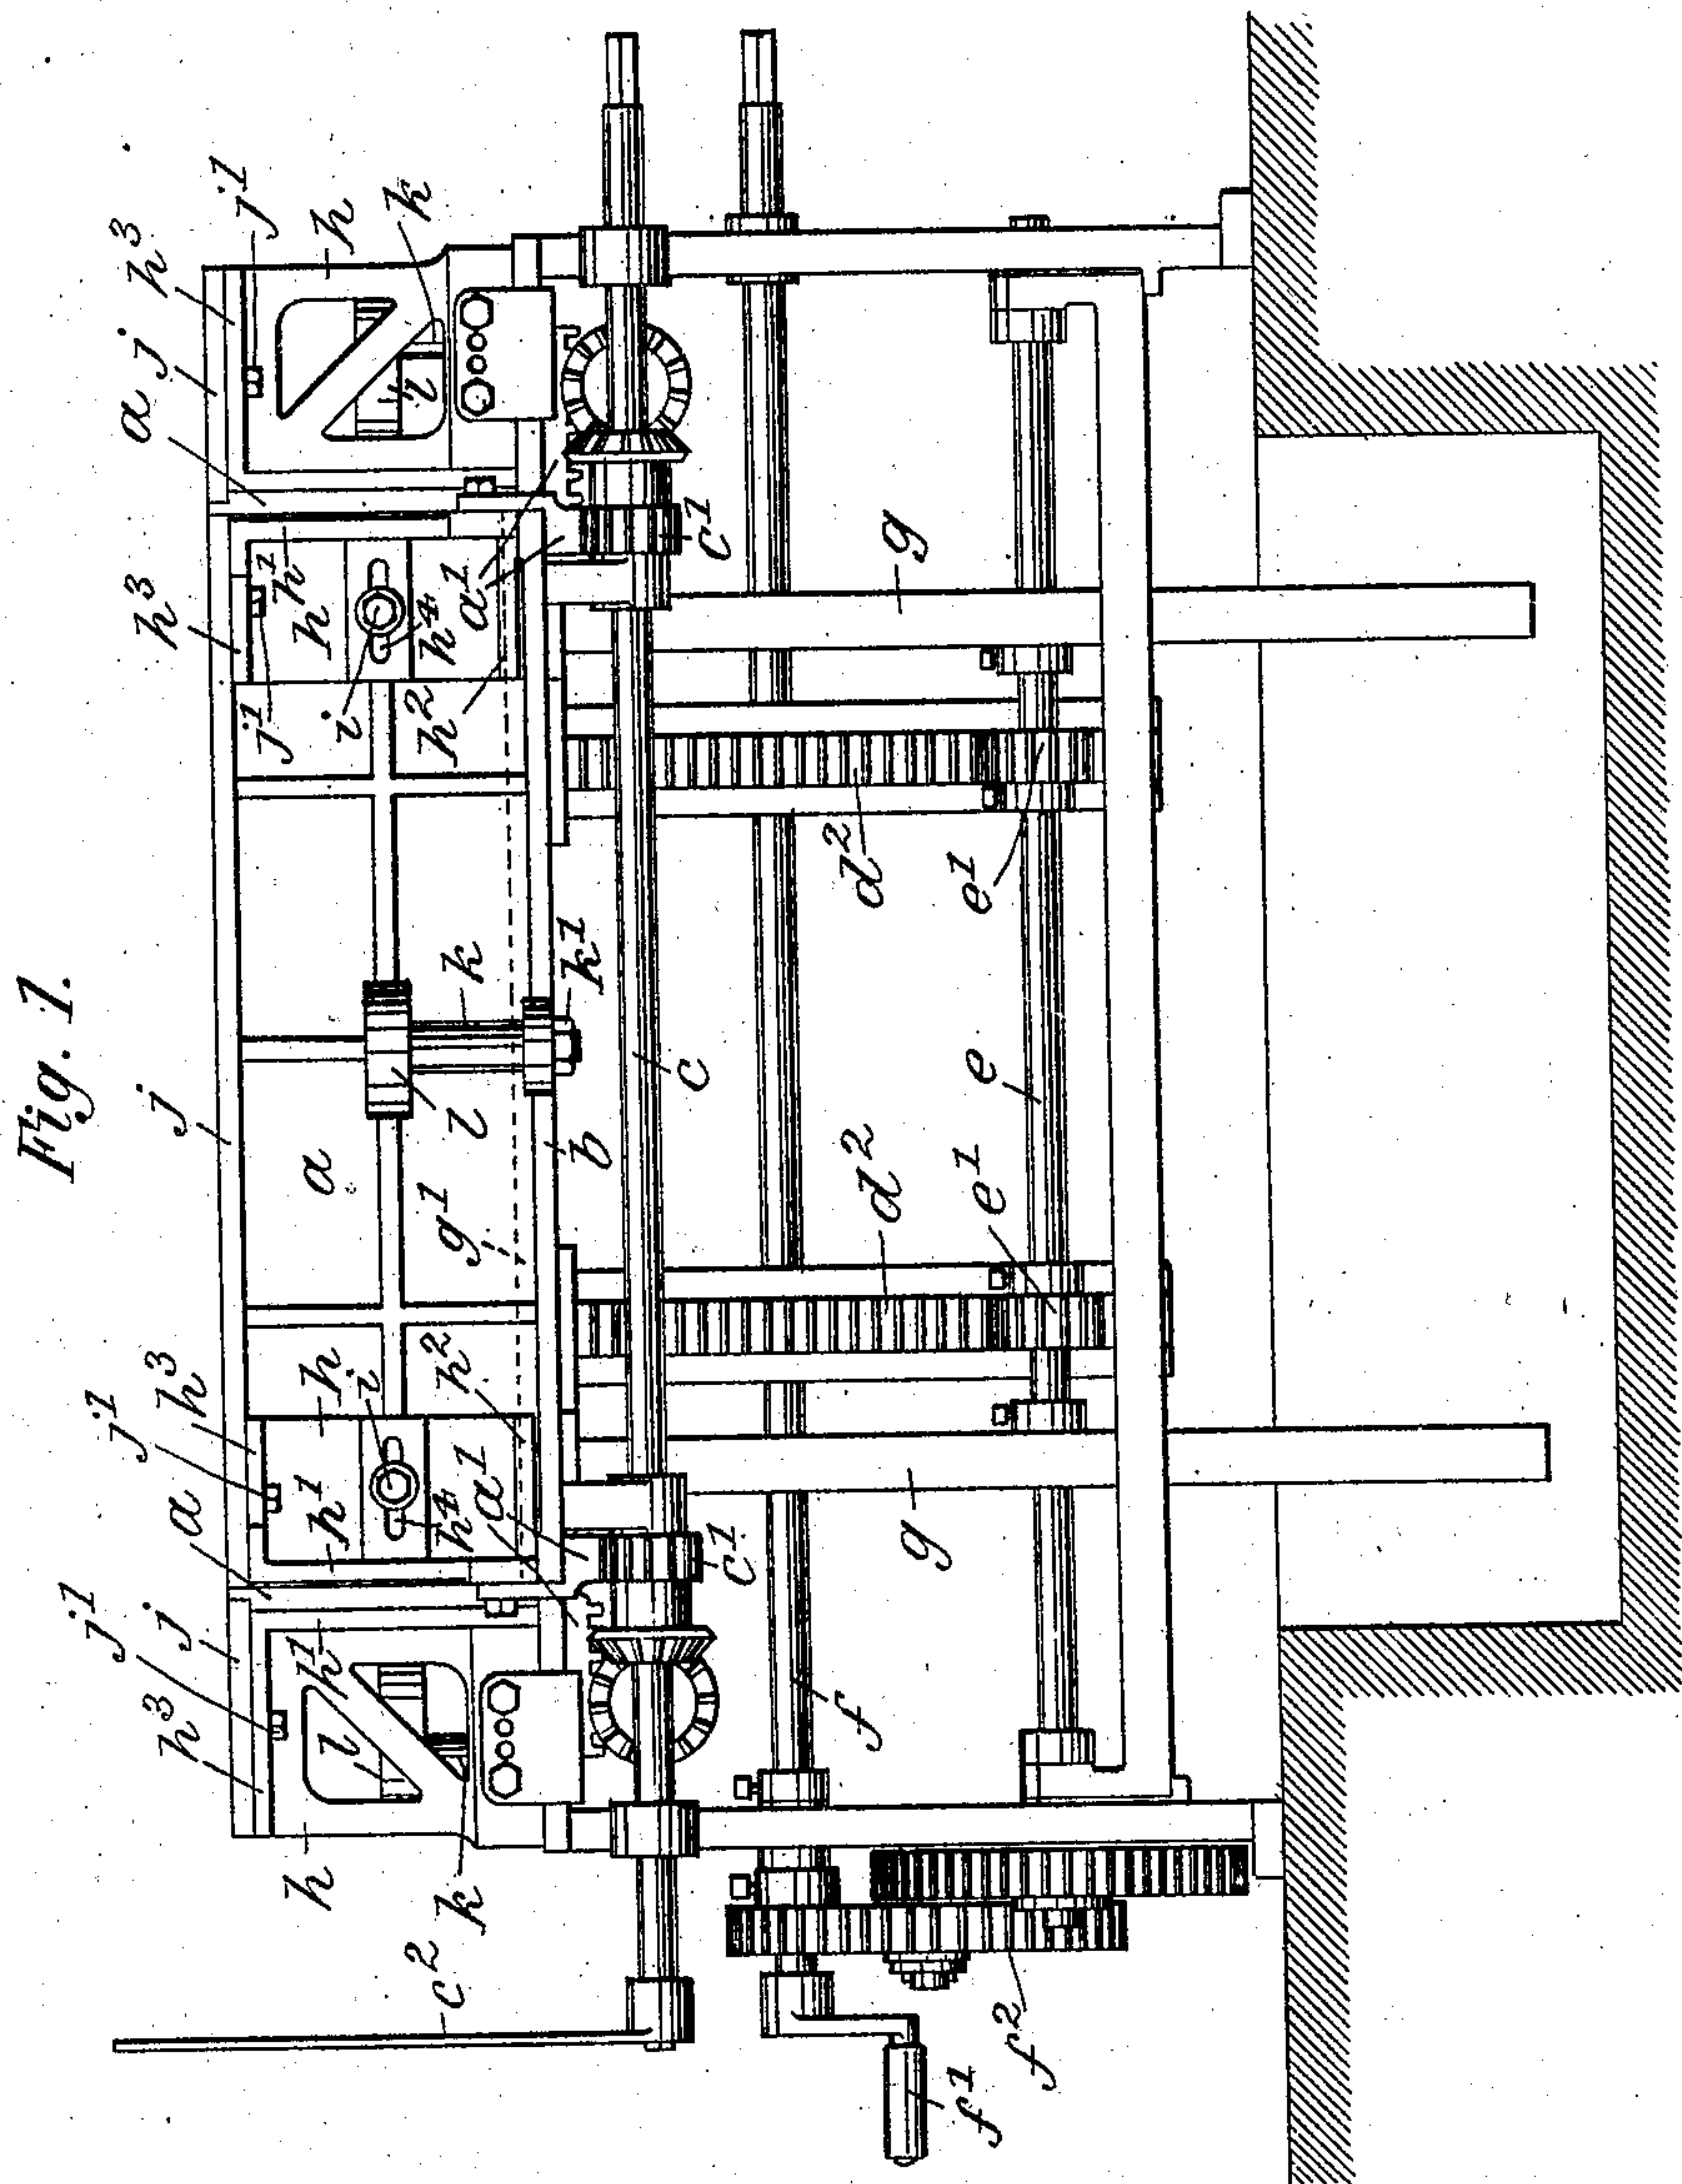 Fig. 1.
j¹
j¹
h³
j
a
h³
j
h³
a
j
h³
j¹
h
l
h¹
h¹
h
i
a
j¹
i
h
h¹
h
k
l
c²
k
h⁴
a¹
h²
g¹
l
k
h²
h⁴
a¹
b
k¹
c¹
c
c¹
f
g
d²
d²
g
f¹
f²
e¹
e
e¹